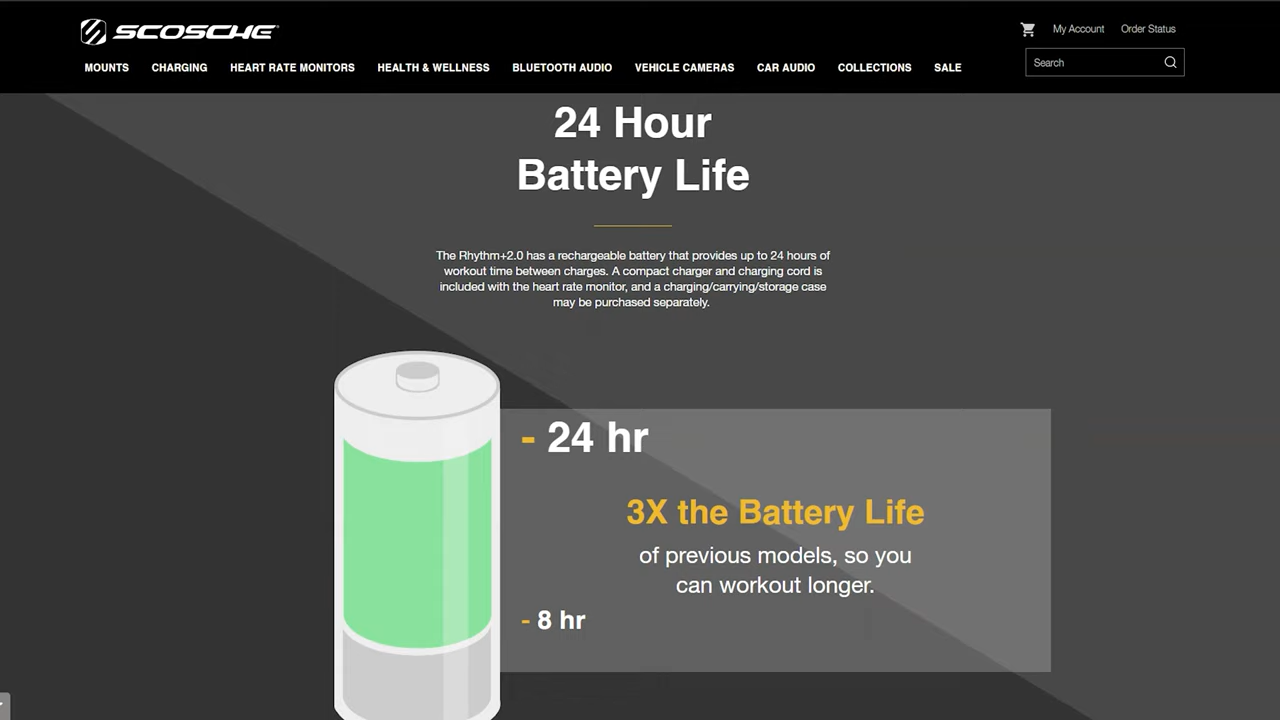 SCOSCHE
My Account
Order Status
MOUNTS
CHARGING
HEART RATE MONITORS
HEALTH & WELLNESS
BLUETOOTH AUDIO
VEHICLE CAMERAS
CAR AUDIO
COLLECTIONS
SALE
Search
24 Hour
Battery Life
The Rhythm+2.0 has a rechargeable battery that provides up to 24 hours of
workout time between charges. A compact charger and charging cord is
included with the heart rate monitor, and a charging/carrying/storage case
may be purchased separately.
- 24 hr
3X the Battery Life
of previous models, so you
can workout longer.
- 8 hr